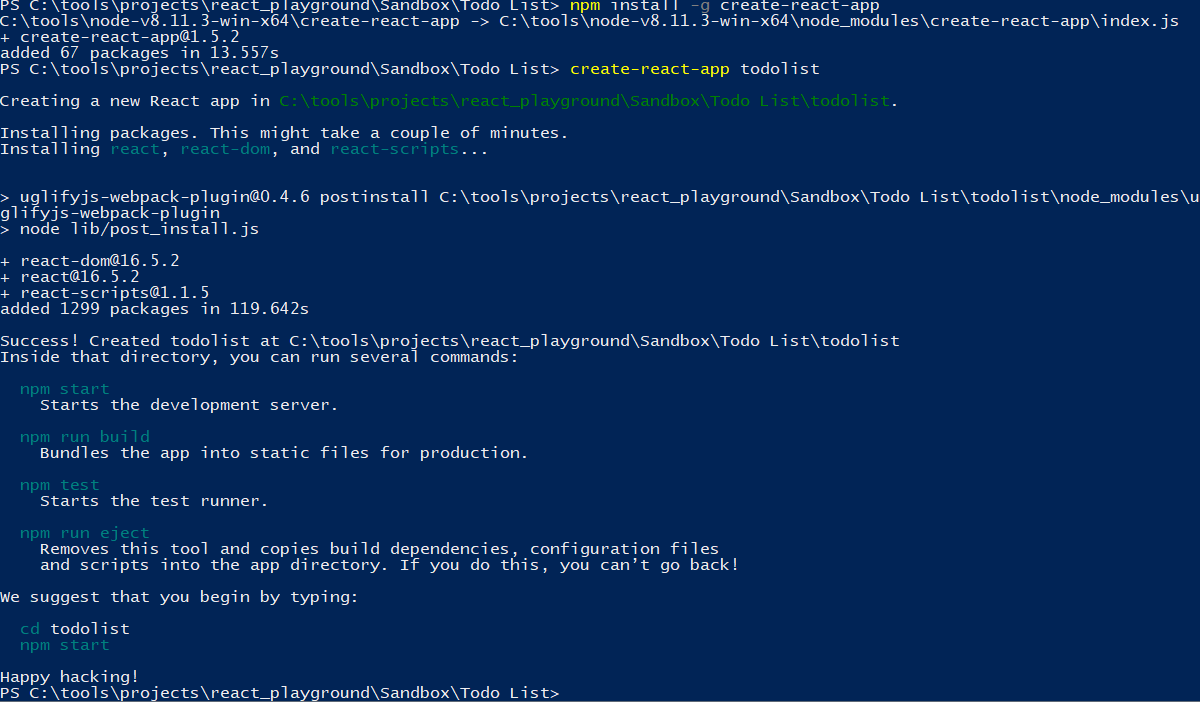 PS C:\tools\projects\react_playground\Sandbox\Todo List> npm install -g create-react-app
C:\tools\node-v8.11.3-win-x64\create-react-app -> C:\tools\node-v8.11.3-win-x64\node_modules\create-react-app\index.js
+ create-react-app@1.5.2
added 67 packages in 13.557s
PS C:\tools\projects\react_playground\Sandbox\Todo List> create-react-app todolist
Creating a new React app in C:\tools\projects\react_playground\Sandbox\Todo List\todolist.
Installing packages. This might take a couple of minutes.
Installing react, react-dom, and react-scripts...
> uglifyjs-webpack-plugin@0.4.6 postinstall C:\tools\projects\react_playground\Sandbox\Todo List\todolist\node_modules\u
glifyjs-webpack-plugin
> node lib/post_install.js
+ react-dom@16.5.2
+ react@16.5.2
+ react-scripts@1.1.5
added 1299 packages in 119.642s
Success! Created todolist at C:\tools\projects\react_playground\Sandbox\Todo List\todolist
Inside that directory, you can run several commands:
npm start
Starts the development server.
npm run build
Bundles the app into static files for production.
npm test
Starts the test runner.
npm run eject
Removes this tool and copies build dependencies, configuration files
and scripts into the app directory. If you do this, you can’t go back!
We suggest that you begin by typing:
cd todolist
npm start
Happy hacking!
PS C:\tools\projects\react_playground\Sandbox\Todo List>